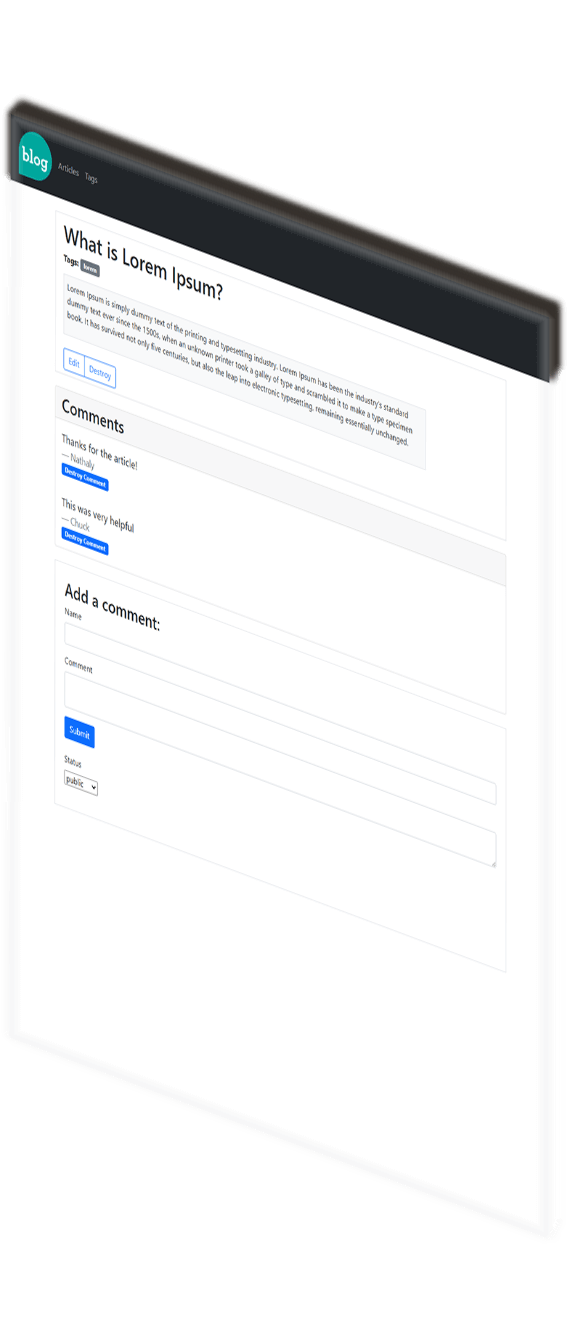 blog
Articles Tags
What is Lorem Ipsum?
Tags: lorem
Lorem Ipsum is simply dummy text of the printing and typesetting industry. Lorem Ipsum has been the industry's standard
dummy text ever since the 1500s, when an unknown printer took a galley of type and scrambled it to make a type specimen
book. It has survived not only five centuries, but also the leap into electronic typesetting, remaining essentially unchanged.
Edit Destroy
Comments
Thanks for the article!
— Nathaly
Destroy Comment
This was very helpful
— Chuck
Destroy Comment
Add a comment:
Name
Comment
Submit
Status
public